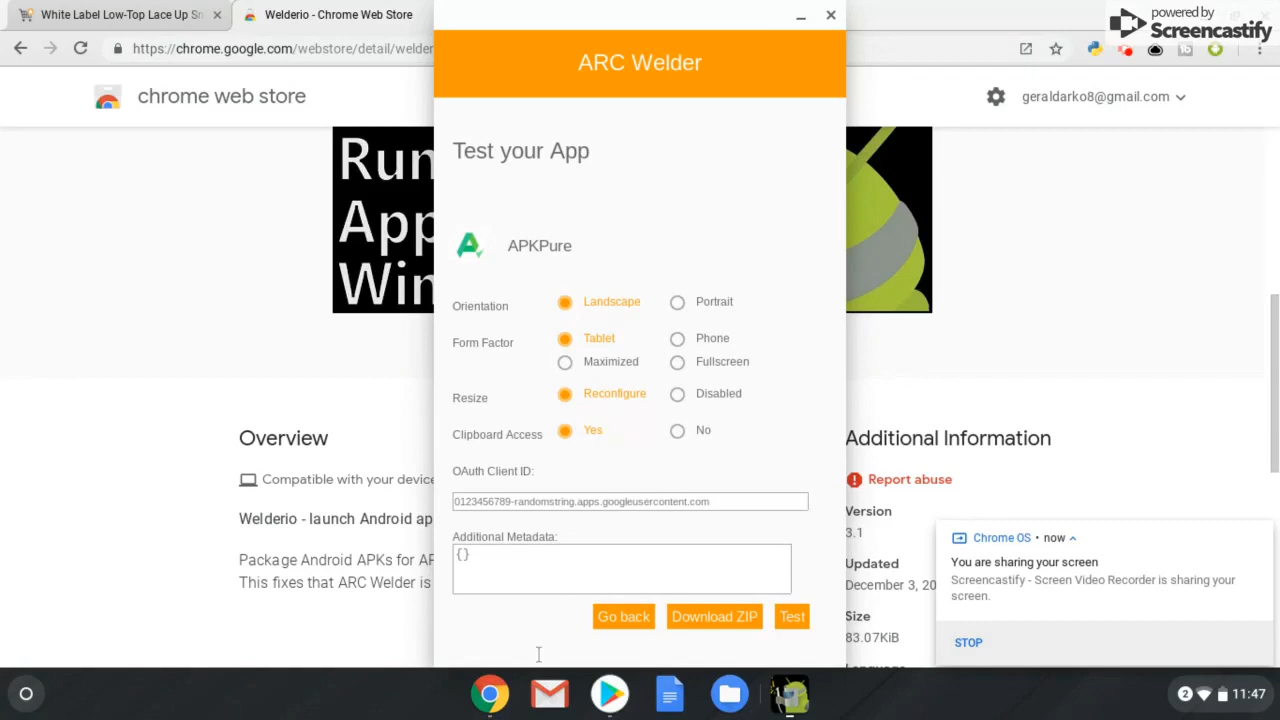 White Label Low-Top Lace Up Sn
Welderio - Chrome Web Store
powered by
Screencastify
https://chrome.google.com/webstore/detail/welder
chrome web store
geraldarko8@gmail.com
ARC Welder
Test your App
Run
App
Win
APKPure
Orientation
Landscape
Portrait
Form Factor
Tablet
Phone
Maximized
Fullscreen
Resize
Reconfigure
Disabled
Clipboard Access
Yes
No
OAuth Client ID:
0123456789-randomstring.apps.googleusercontent.com
Additional Metadata:
{}
Go back
Download ZIP
Test
Overview
Compatible with your device
Welderio - launch Android ap
Package Android APKs for AR
This fixes that ARC Welder is
Additional Information
Report abuse
Version
3.1
Updated
December 3, 20
Size
83.07KiB
Chrome OS • now
You are sharing your screen
Screencastify - Screen Video Recorder is sharing your
screen.
STOP
2
11:47